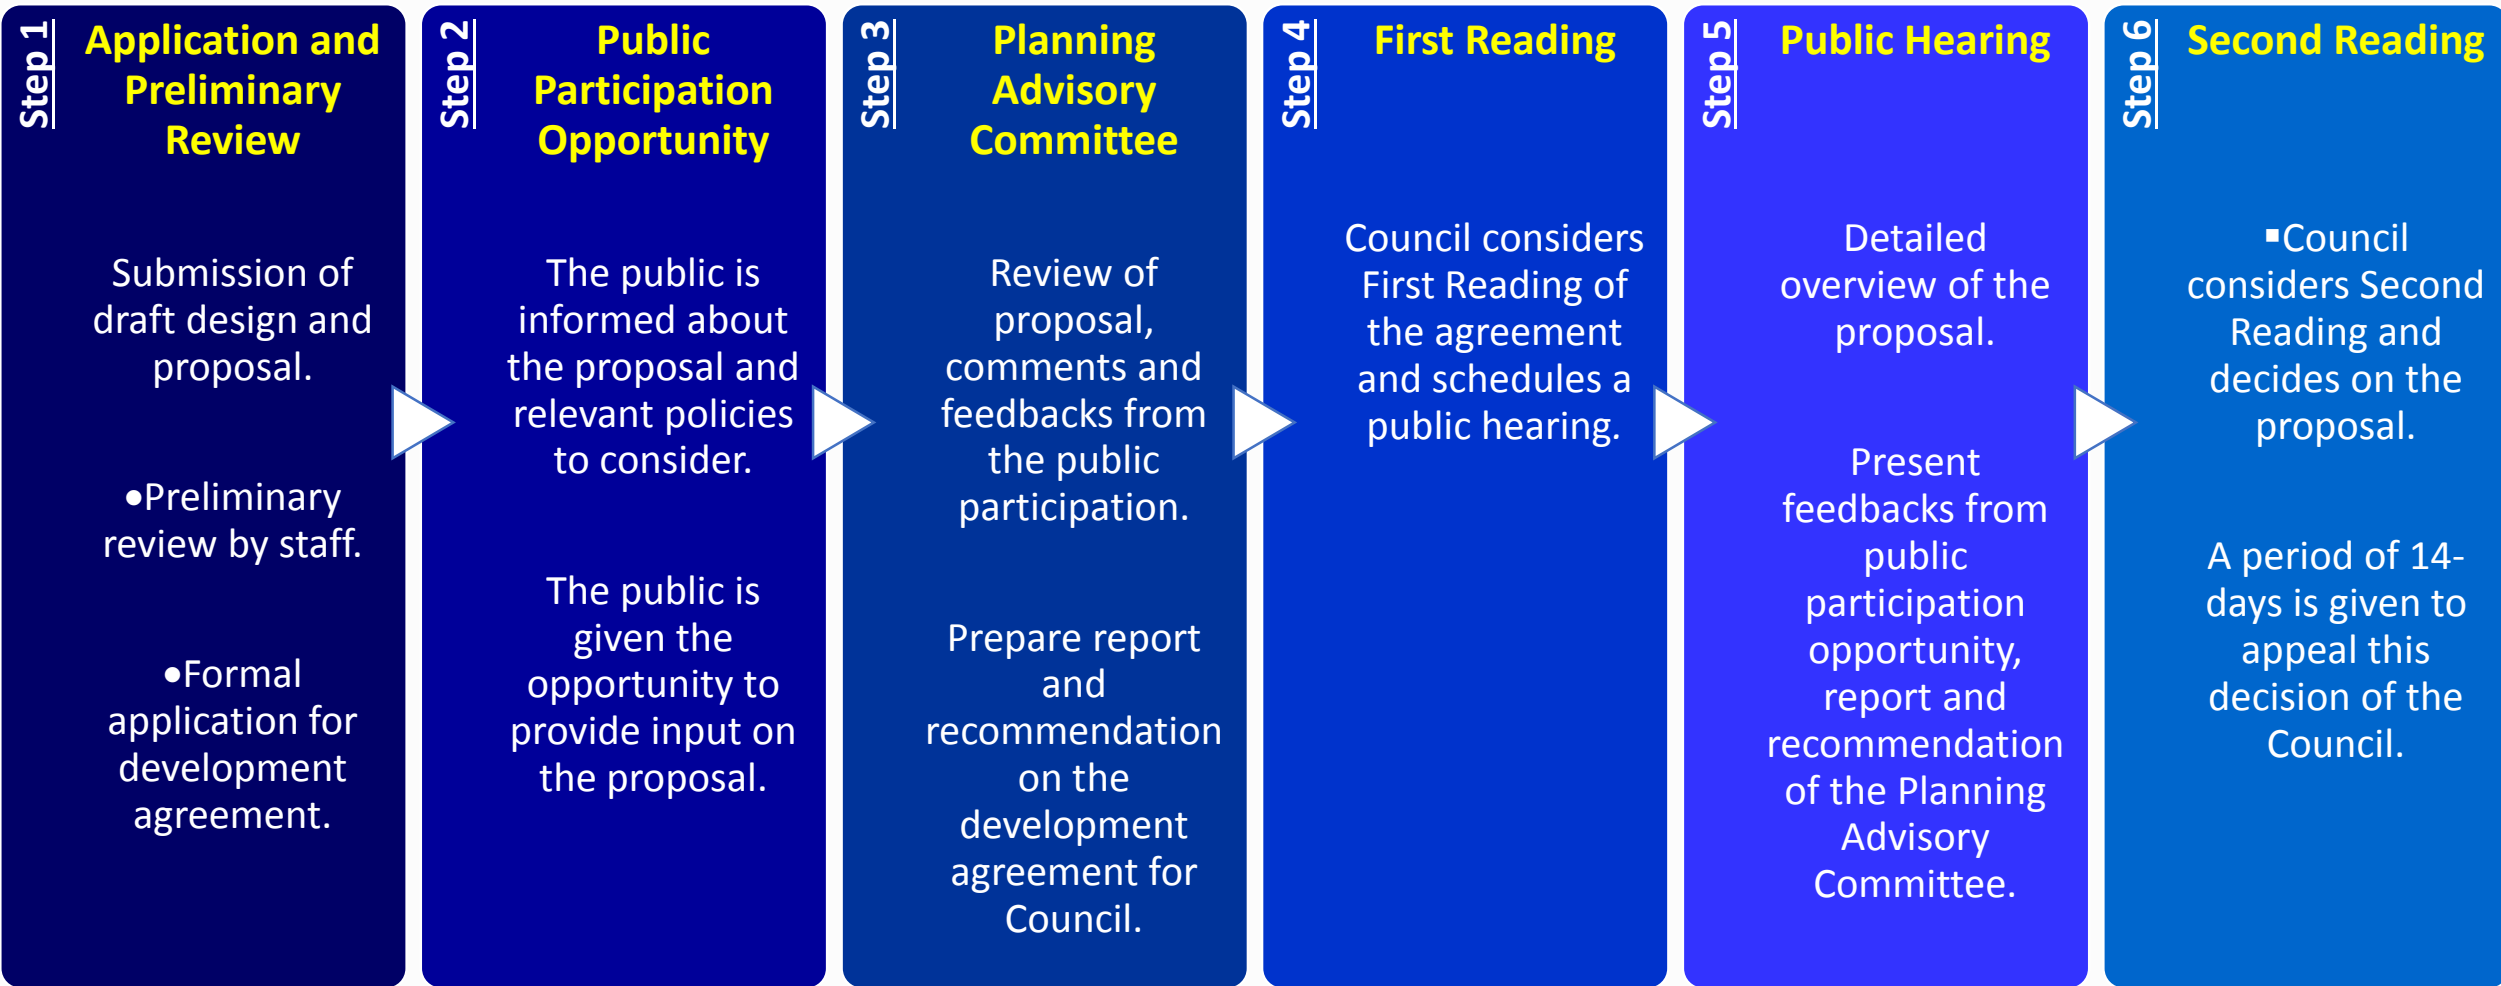 Step 1
Application and
Preliminary
Review
Submission of
draft design and
proposal.
•Preliminary
review by staff.
•Formal
application for
development
agreement.
Step 2
Public
Participation
Opportunity
The public is
informed about
the proposal and
relevant policies
to consider.
The public is
given the
opportunity to
provide input on
the proposal.
Step 3
Planning
Advisory
Committee
Review of
proposal,
comments and
feedbacks from
the public
participation.
Prepare report
and
recommendation
on the
development
agreement for
Council.
Step 4
First Reading
Council considers
First Reading of
the agreement
and schedules a
public hearing.
Step 5
Public Hearing
Detailed
overview of the
proposal.
Present
feedbacks from
public
participation
opportunity,
report and
recommendation
of the Planning
Advisory
Committee.
Step 6
Second Reading
▪Council
considers Second
Reading and
decides on the
proposal.
A period of 14-
days is given to
appeal this
decision of the
Council.